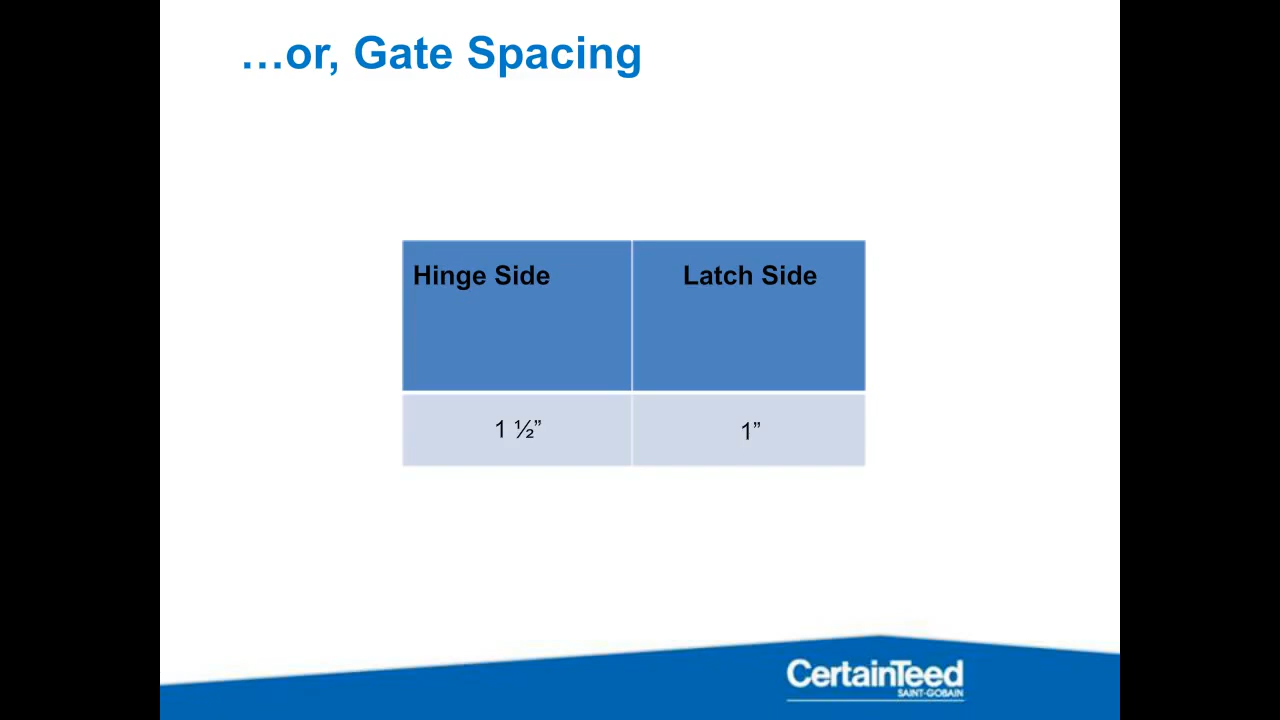 …or, Gate Spacing
Hinge Side
Latch Side
1 ½”
1”
CertainTeed
SAINT-GOBAIN